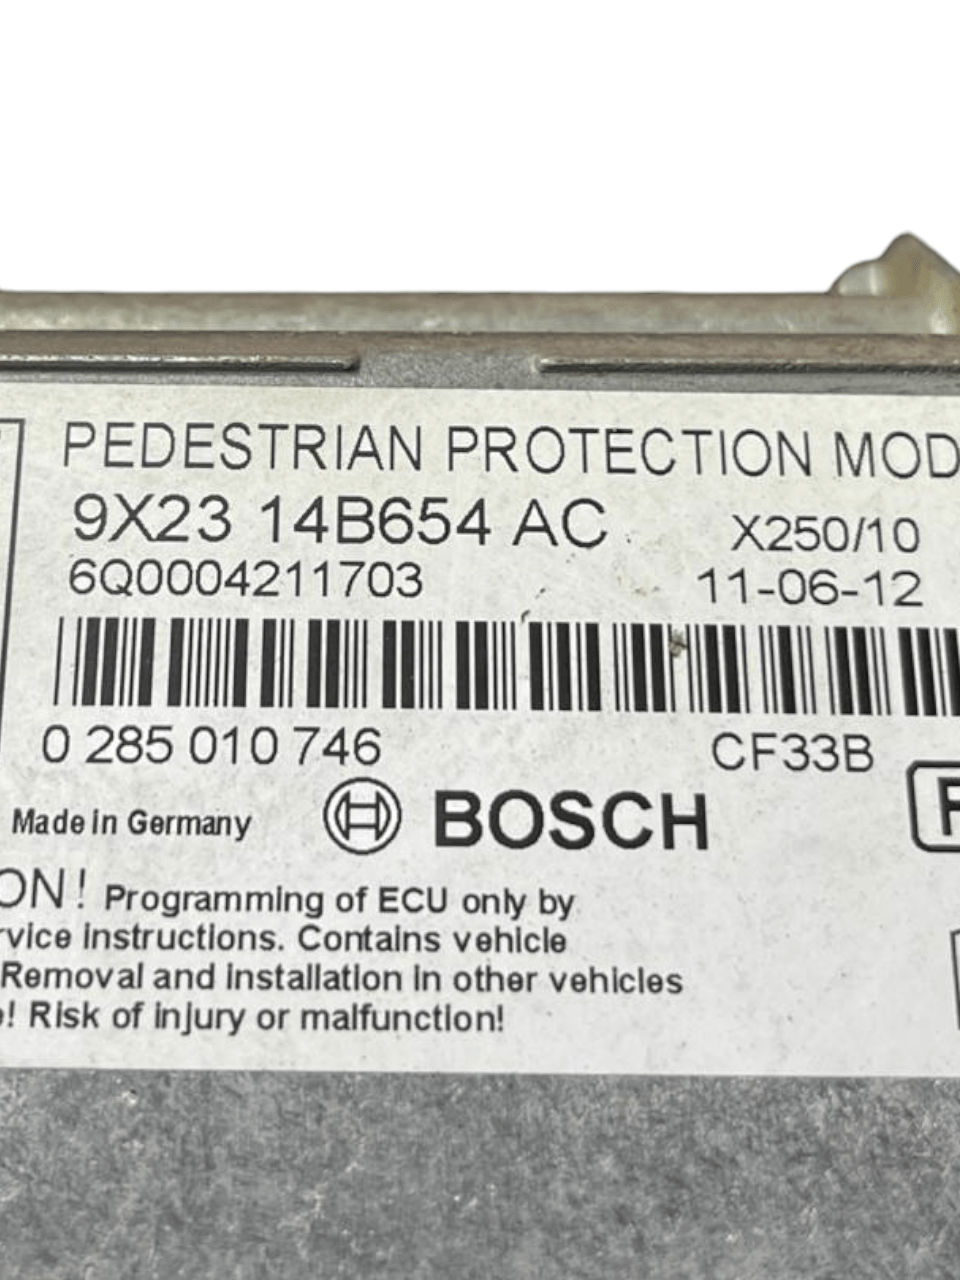 PEDESTRIAN PROTECTION MOD
9X23 14B654 AC X250/10
6Q0004211703 11-06-12
0 285 010 746 CF33B
Made in Germany BOSCH F
ON! Programming of ECU only by
rvice instructions. Contains vehicle
Removal and installation in other vehicles
! Risk of injury or malfunction!